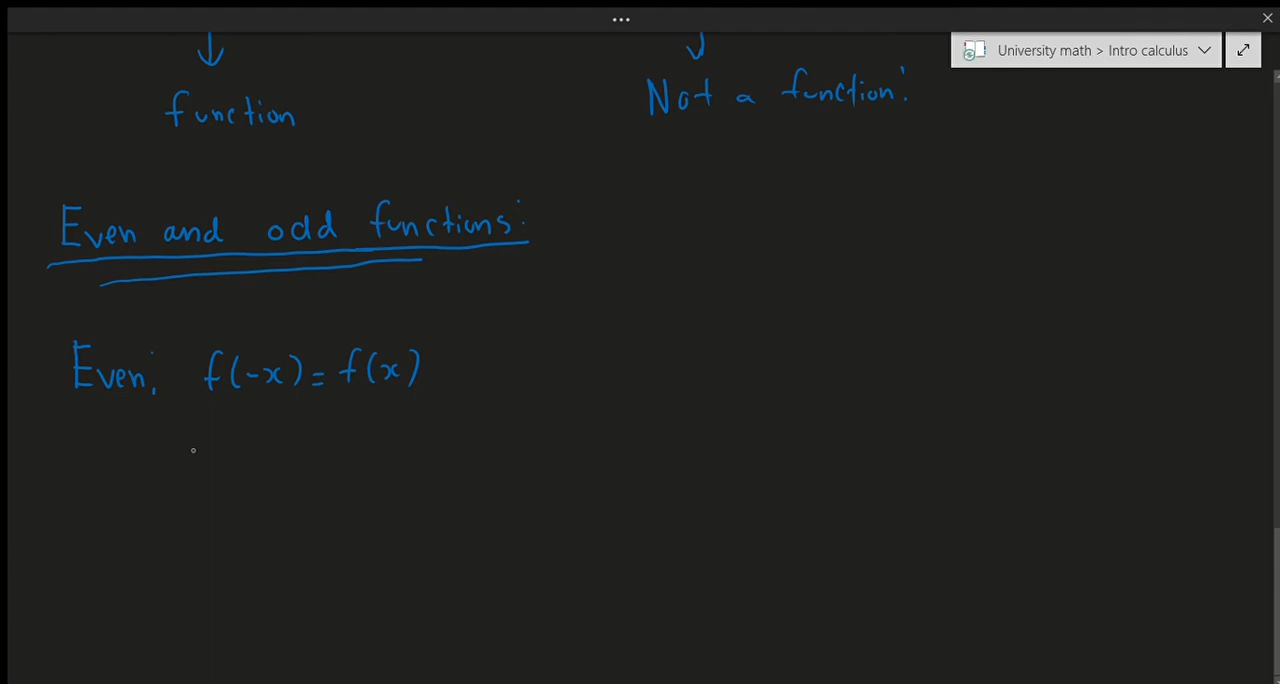 University math > Intro calculus
function
Not a function!
Even and odd functions:
Even: f(-x) = f(x)